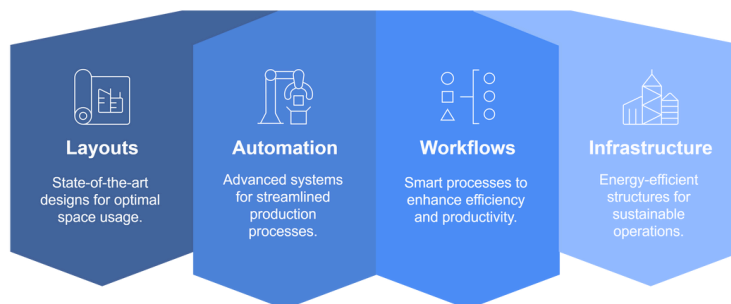 Layouts
State-of-the-art
designs for optimal
space usage.
Automation
Advanced systems
for streamlined
production
processes.
Workflows
Smart processes to
enhance efficiency
and productivity.
Infrastructure
Energy-efficient
structures for
sustainable
operations.